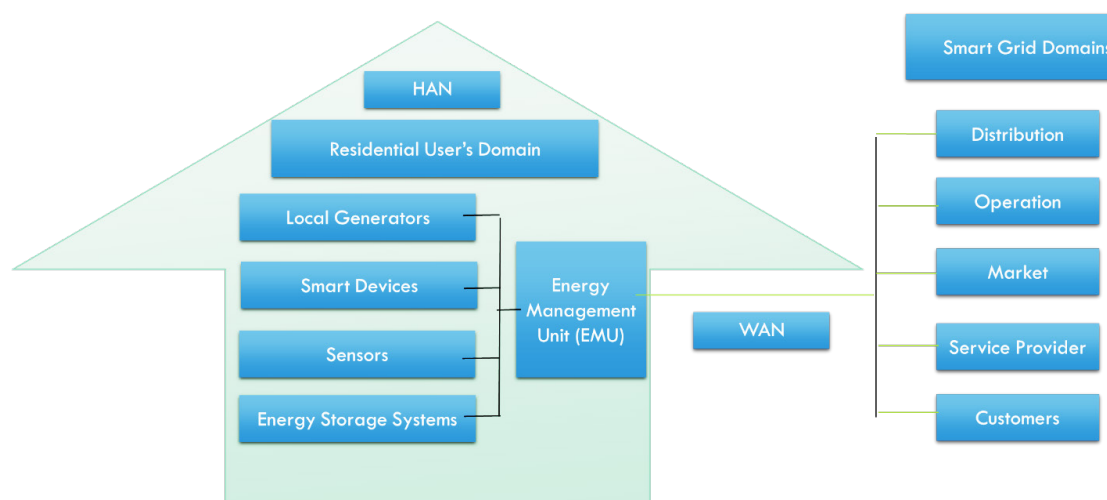 HAN
Residential User's Domain
Local Generators
Smart Devices
Sensors
Energy Storage Systems
Energy
Management
Unit (EMU)
WAN
Smart Grid Domains
Distribution
Operation
Market
Service Provider
Customers